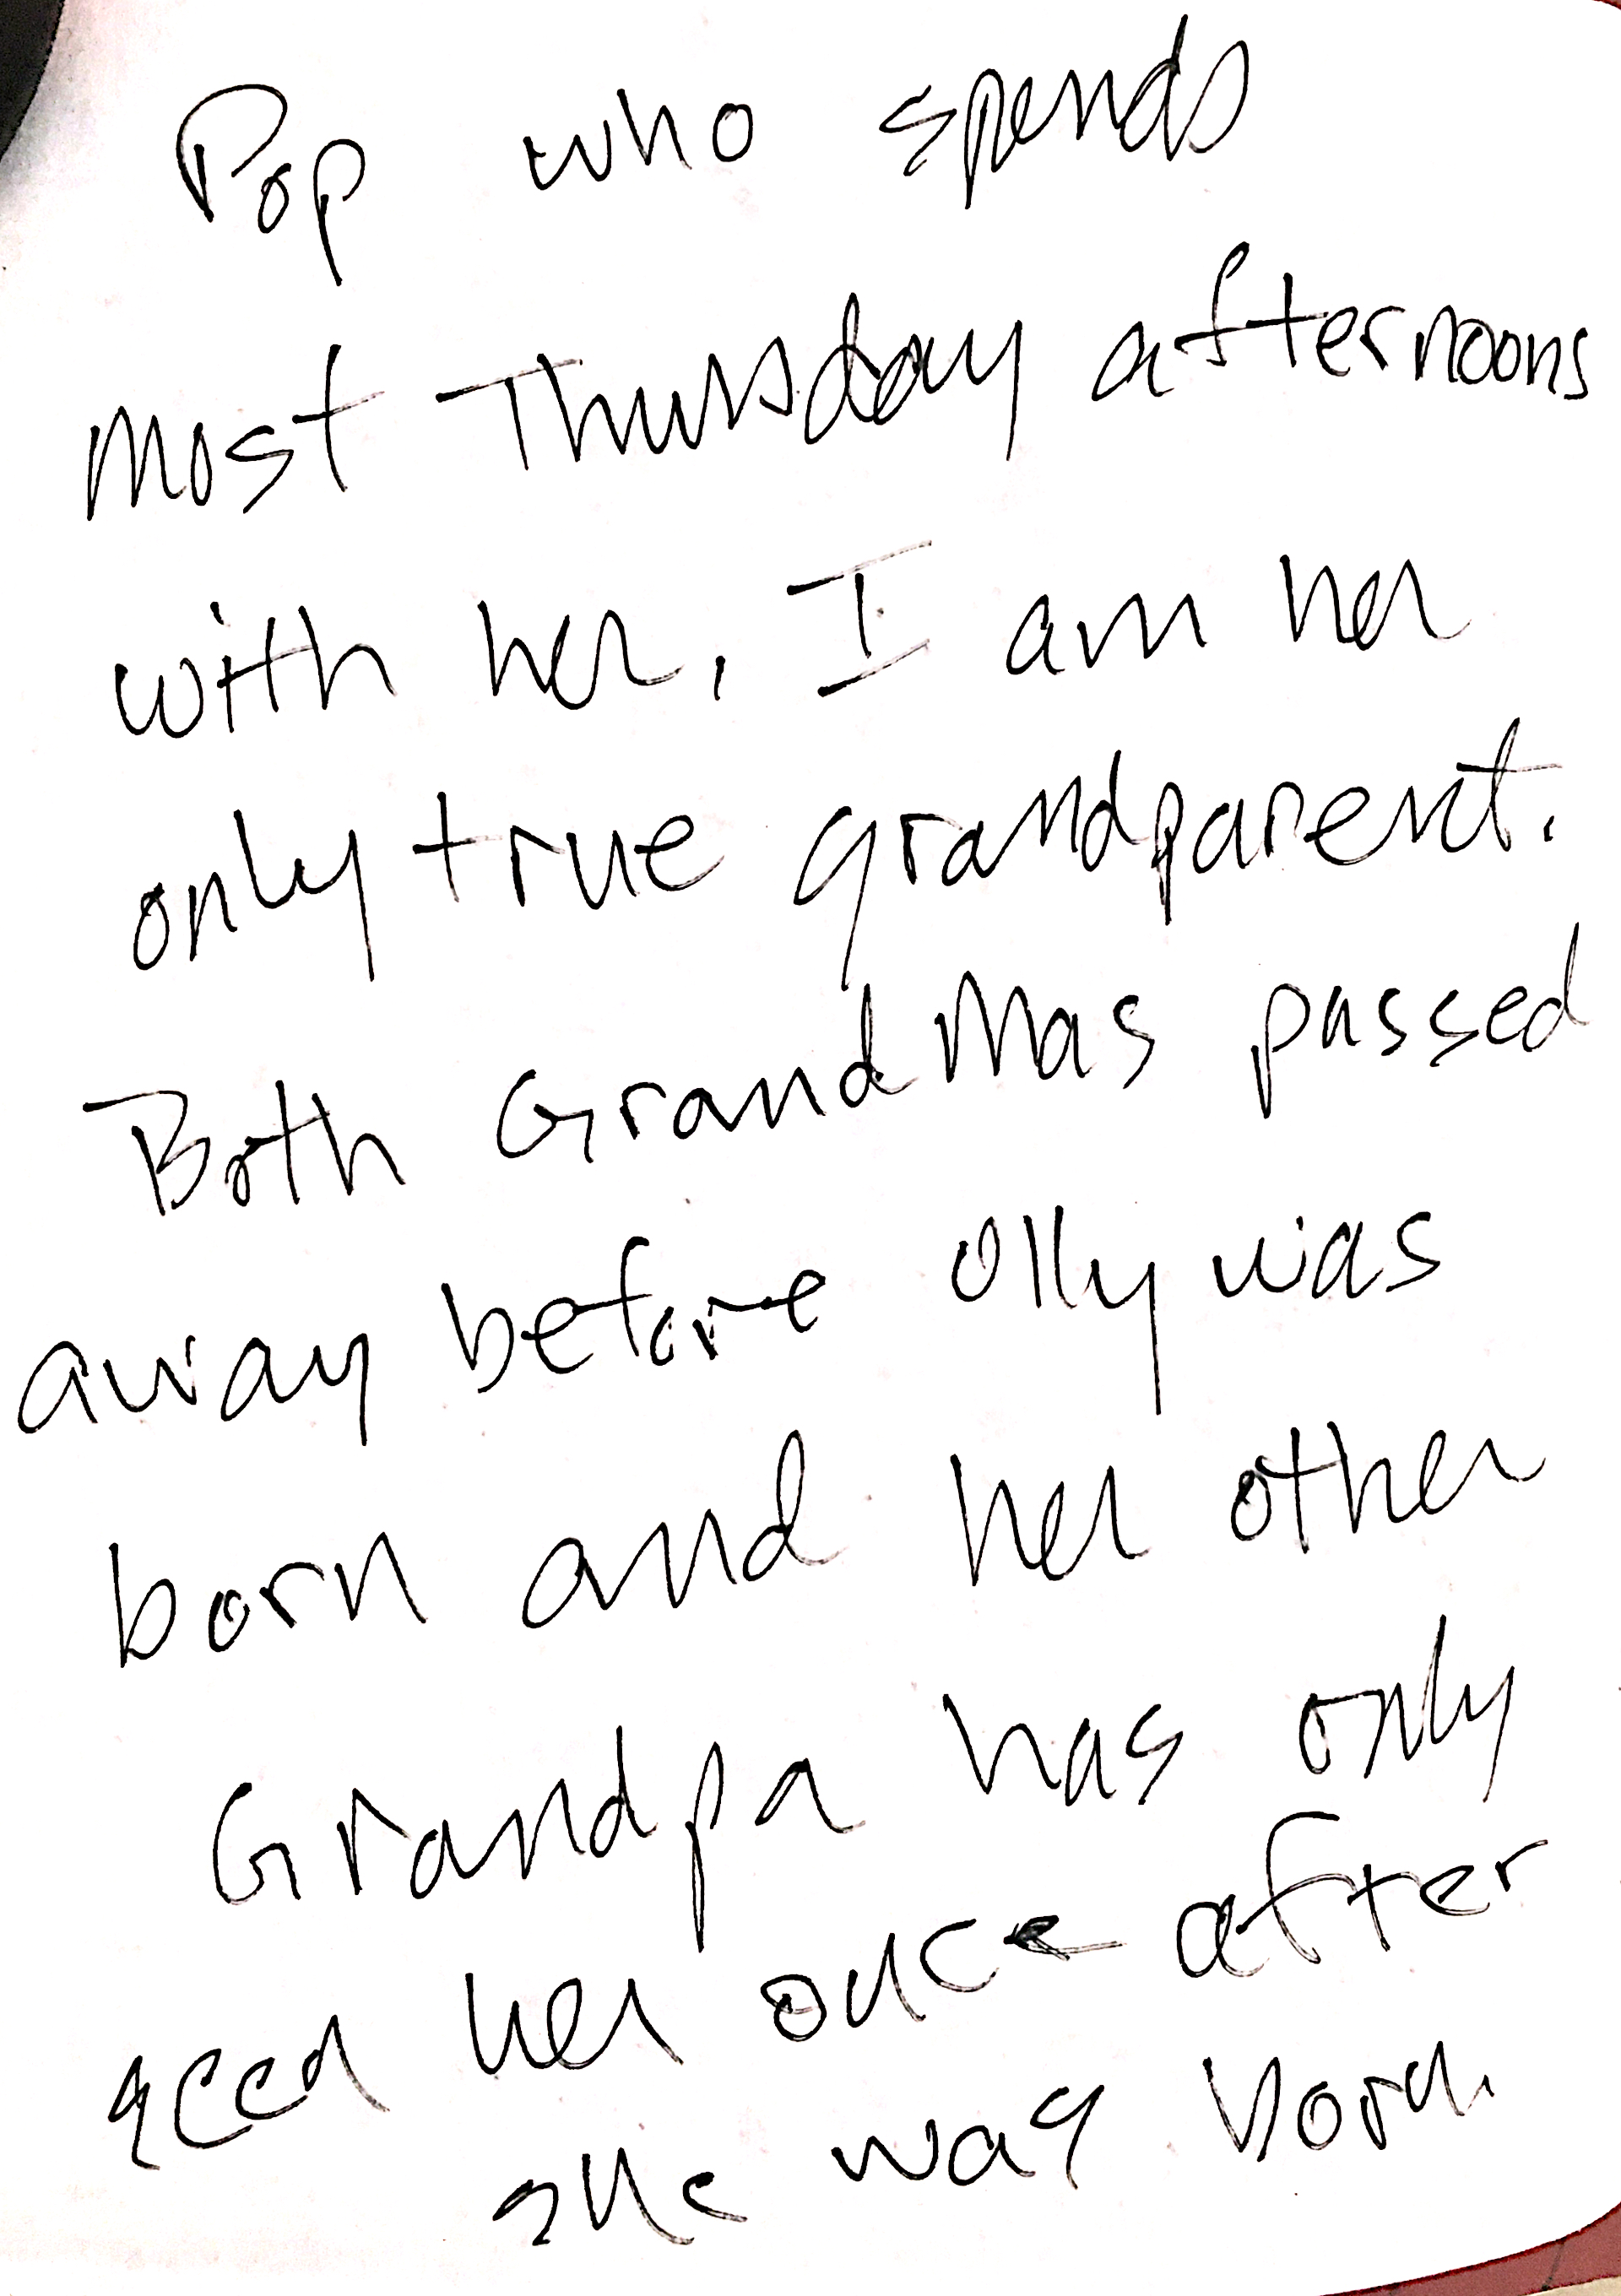 Pop who spends
most Thursday afternoons
with her. I am her
only true grandparent.
Both GrandMas passed
away before Olly was
born and her other
Grandpa has only
seen her once after
she was born.